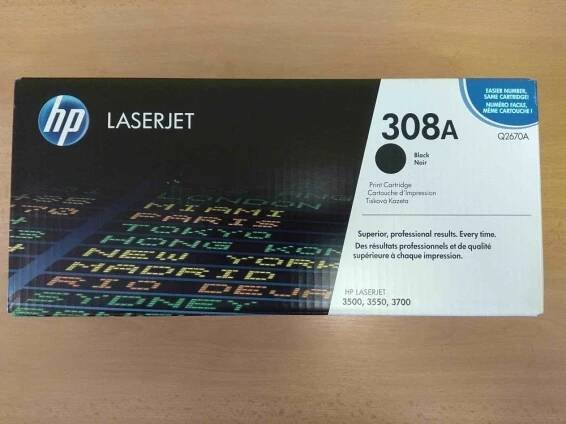 hp
LASERJET
EASIER NUMBER,
SAME CARTRIDGE!
NUMÉRO FACILE,
MÊME CARTOUCHE!
308A
Q2670A
Black
Noir
Print Cartridge
Cartouche d'Impression
Tisková Kazeta
Superior, professional results. Every time.
Des résultats professionnels et de qualité
supérieure à chaque impression.
HP LASERJET
3500, 3550, 3700
LONDON
MIAMI
PARIS
TOKYO
HONG KONG
MADRID
NEW YORK
SYDNEY